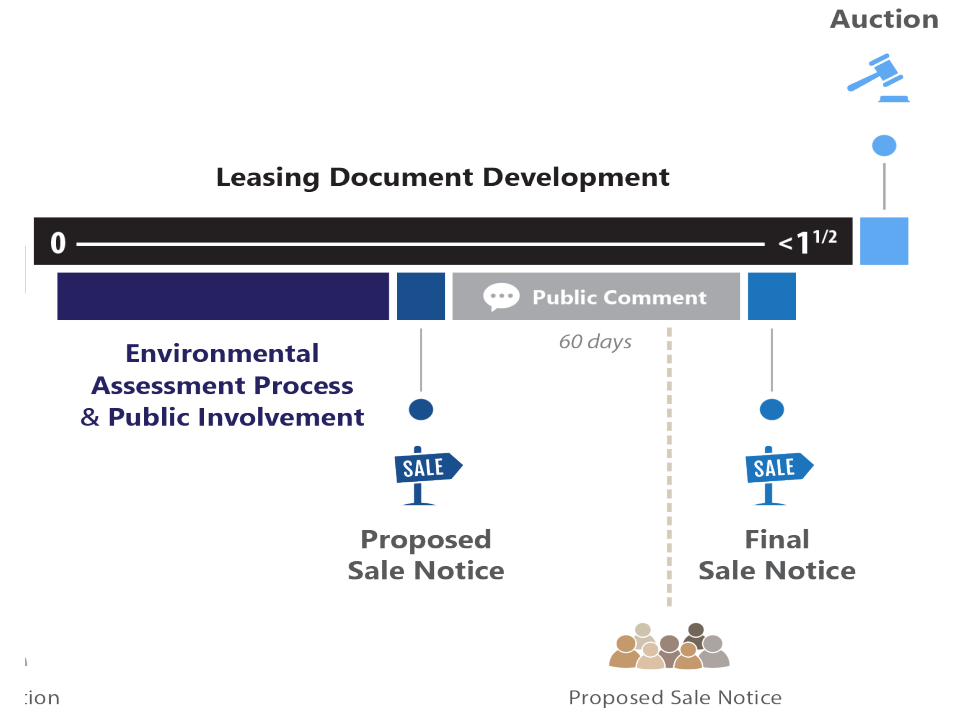 Auction
Leasing Document Development
0 <1 1/2
Public Comment
60 days
Environmental
Assessment Process
& Public Involvement
SALE
SALE
Proposed
Sale Notice
Final
Sale Notice
tion
Proposed Sale Notice